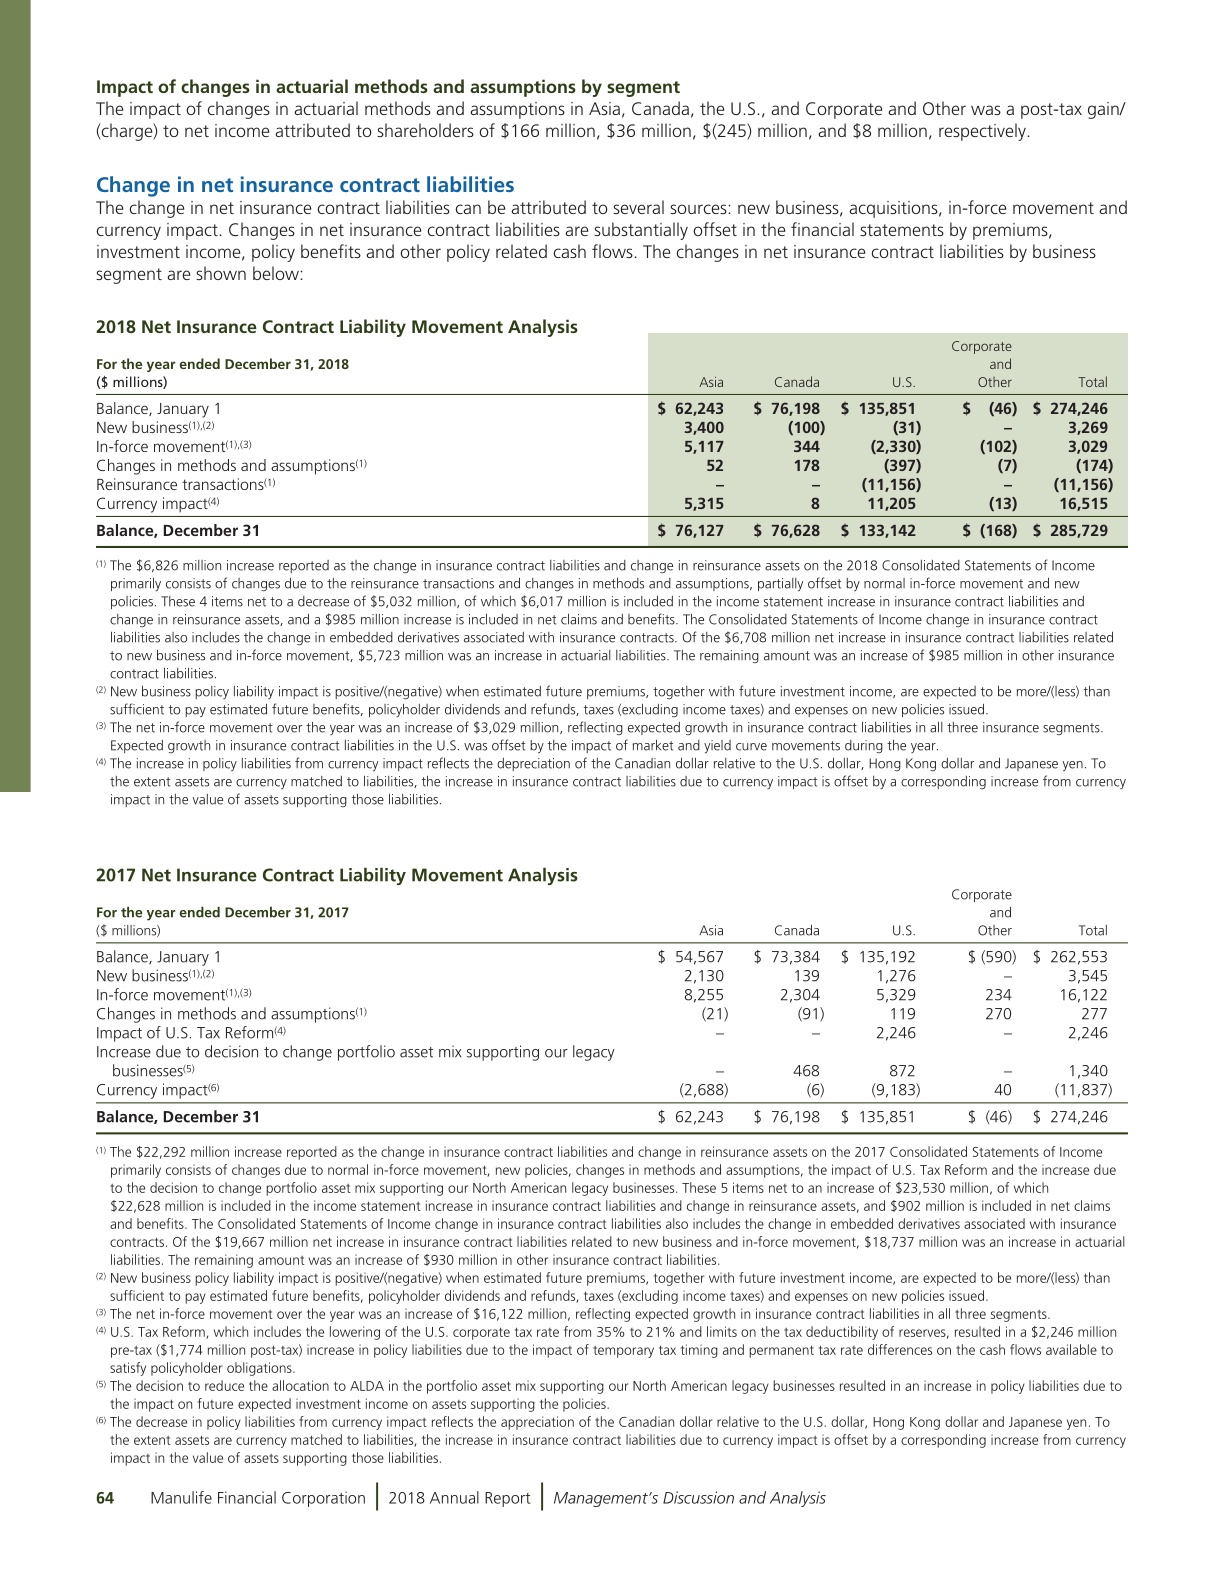 Impact of changes in actuarial methods and assumptions by segment
The impact of changes in actuarial methods and assumptions in Asia, Canada, the U.S., and Corporate and Other was a post-tax gain/
(charge) to net income attributed to shareholders of $166 million, $36 million, $(245) million, and $8 million, respectively.
Change in net insurance contract liabilities
The change in net insurance contract liabilities can be attributed to several sources: new business, acquisitions, in-force movement and
currency impact. Changes in net insurance contract liabilities are substantially offset in the financial statements by premiums,
investment income, policy benefits and other policy related cash flows. The changes in net insurance contract liabilities by business
segment are shown below:
2018 Net Insurance Contract Liability Movement Analysis
Corporate
For the year ended December 31, 2018 and
($ millions) Asia Canada U.S. Other Total
Balance, January 1 $ 62,243 $ 76,198 $ 135,851 $ (46) $ 274,246
New business(1),(2) 3,400 (100) (31) – 3,269
In-force movement(1),(3) 5,117 344 (2,330) (102) 3,029
Changes in methods and assumptions(1) 52 178 (397) (7) (174)
Reinsurance transactions(1) – – (11,156) – (11,156)
Currency impact(4) 5,315 8 11,205 (13) 16,515
Balance, December 31 $ 76,127 $ 76,628 $ 133,142 $ (168) $ 285,729
(1) The $6,826 million increase reported as the change in insurance contract liabilities and change in reinsurance assets on the 2018 Consolidated Statements of Income
primarily consists of changes due to the reinsurance transactions and changes in methods and assumptions, partially offset by normal in-force movement and new
policies. These 4 items net to a decrease of $5,032 million, of which $6,017 million is included in the income statement increase in insurance contract liabilities and
change in reinsurance assets, and a $985 million increase is included in net claims and benefits. The Consolidated Statements of Income change in insurance contract
liabilities also includes the change in embedded derivatives associated with insurance contracts. Of the $6,708 million net increase in insurance contract liabilities related
to new business and in-force movement, $5,723 million was an increase in actuarial liabilities. The remaining amount was an increase of $985 million in other insurance
contract liabilities.
(2) New business policy liability impact is positive/(negative) when estimated future premiums, together with future investment income, are expected to be more/(less) than
sufficient to pay estimated future benefits, policyholder dividends and refunds, taxes (excluding income taxes) and expenses on new policies issued.
(3) The net in-force movement over the year was an increase of $3,029 million, reflecting expected growth in insurance contract liabilities in all three insurance segments.
Expected growth in insurance contract liabilities in the U.S. was offset by the impact of market and yield curve movements during the year.
(4) The increase in policy liabilities from currency impact reflects the depreciation of the Canadian dollar relative to the U.S. dollar, Hong Kong dollar and Japanese yen. To
the extent assets are currency matched to liabilities, the increase in insurance contract liabilities due to currency impact is offset by a corresponding increase from currency
impact in the value of assets supporting those liabilities.
2017 Net Insurance Contract Liability Movement Analysis
Corporate
For the year ended December 31, 2017 and
($ millions) Asia Canada U.S. Other Total
Balance, January 1 $ 54,567 $ 73,384 $ 135,192 $ (590) $ 262,553
New business(1),(2) 2,130 139 1,276 – 3,545
In-force movement(1),(3) 8,255 2,304 5,329 234 16,122
Changes in methods and assumptions(1) (21) (91) 119 270 277
Impact of U.S. Tax Reform(4) – – 2,246 – 2,246
Increase due to decision to change portfolio asset mix supporting our legacy
businesses(5) – 468 872 – 1,340
Currency impact(6) (2,688) (6) (9,183) 40 (11,837)
Balance, December 31 $ 62,243 $ 76,198 $ 135,851 $ (46) $ 274,246
(1) The $22,292 million increase reported as the change in insurance contract liabilities and change in reinsurance assets on the 2017 Consolidated Statements of Income
primarily consists of changes due to normal in-force movement, new policies, changes in methods and assumptions, the impact of U.S. Tax Reform and the increase due
to the decision to change portfolio asset mix supporting our North American legacy businesses. These 5 items net to an increase of $23,530 million, of which
$22,628 million is included in the income statement increase in insurance contract liabilities and change in reinsurance assets, and $902 million is included in net claims
and benefits. The Consolidated Statements of Income change in insurance contract liabilities also includes the change in embedded derivatives associated with insurance
contracts. Of the $19,667 million net increase in insurance contract liabilities related to new business and in-force movement, $18,737 million was an increase in actuarial
liabilities. The remaining amount was an increase of $930 million in other insurance contract liabilities.
(2) New business policy liability impact is positive/(negative) when estimated future premiums, together with future investment income, are expected to be more/(less) than
sufficient to pay estimated future benefits, policyholder dividends and refunds, taxes (excluding income taxes) and expenses on new policies issued.
(3) The net in-force movement over the year was an increase of $16,122 million, reflecting expected growth in insurance contract liabilities in all three segments.
(4) U.S. Tax Reform, which includes the lowering of the U.S. corporate tax rate from 35% to 21% and limits on the tax deductibility of reserves, resulted in a $2,246 million
pre-tax ($1,774 million post-tax) increase in policy liabilities due to the impact of temporary tax timing and permanent tax rate differences on the cash flows available to
satisfy policyholder obligations.
(5) The decision to reduce the allocation to ALDA in the portfolio asset mix supporting our North American legacy businesses resulted in an increase in policy liabilities due to
the impact on future expected investment income on assets supporting the policies.
(6) The decrease in policy liabilities from currency impact reflects the appreciation of the Canadian dollar relative to the U.S. dollar, Hong Kong dollar and Japanese yen. To
the extent assets are currency matched to liabilities, the increase in insurance contract liabilities due to currency impact is offset by a corresponding increase from currency
impact in the value of assets supporting those liabilities.
64 Manulife Financial Corporation | 2018 Annual Report | Management's Discussion and Analysis